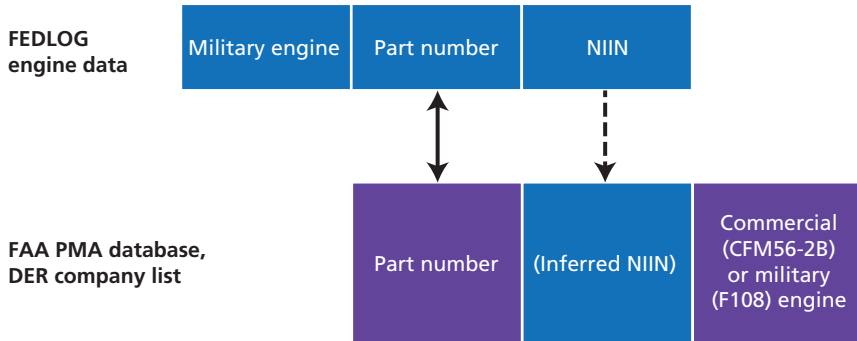 FEDLOG
engine data
Military engine
Part number
NIIN
FAA PMA database,
DER company list
Part number
(Inferred NIIN)
Commercial
(CFM56-2B)
or military
(F108) engine